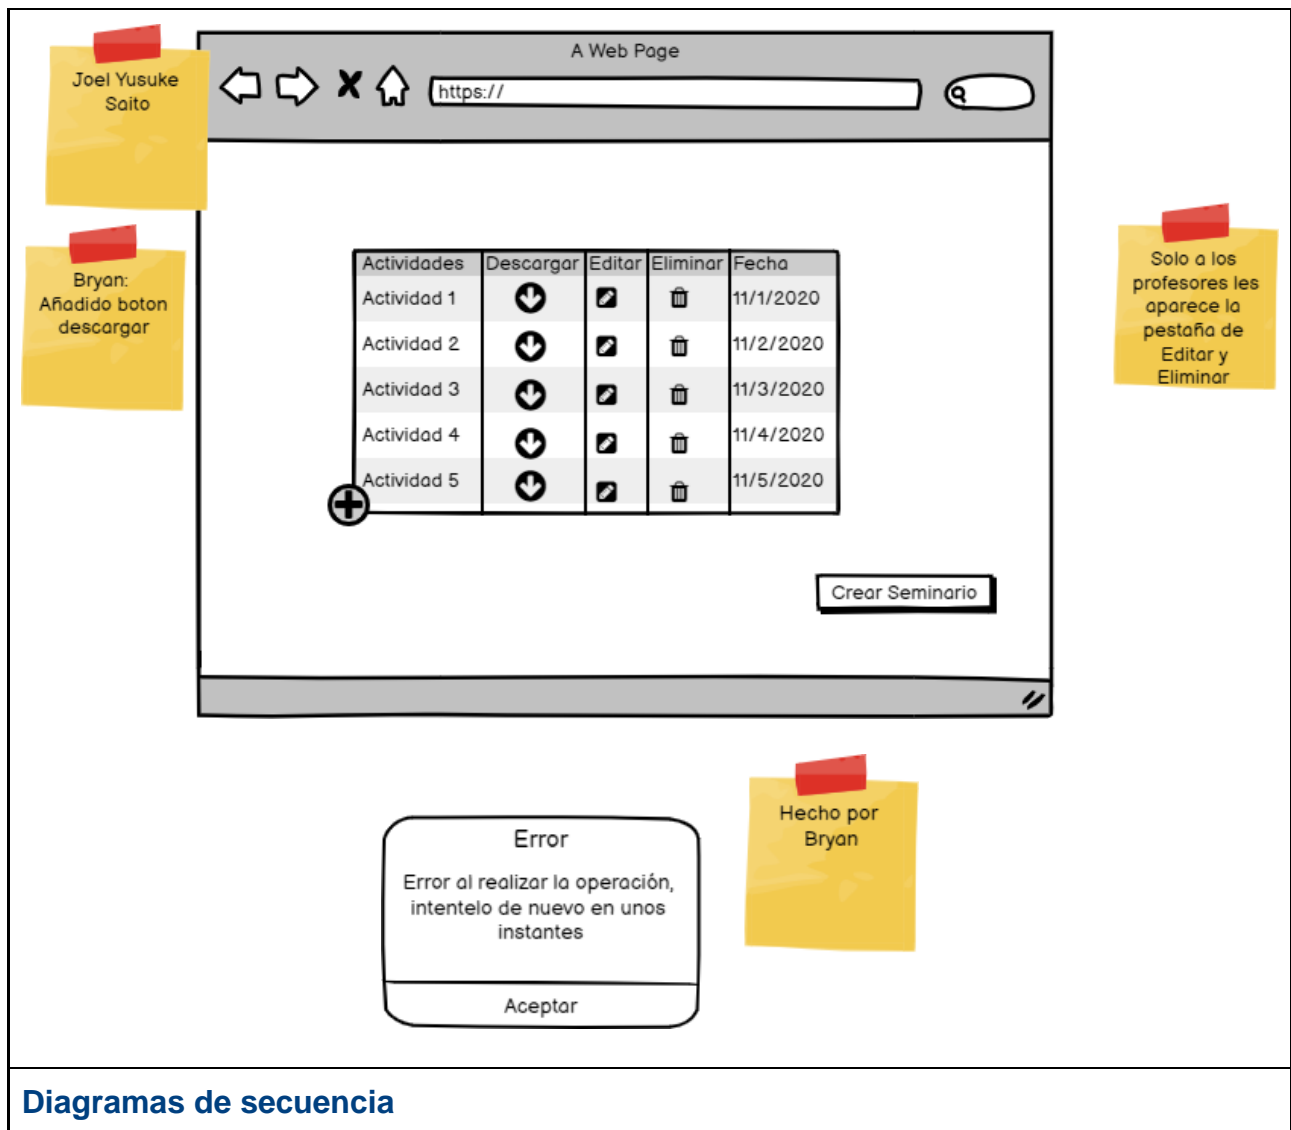 Joel Yusuke
Saito
A Web Page
https://
Bryan:
Añadido boton
descargar
Actividades Descargar Editar Eliminar Fecha
Actividad 1 11/1/2020
Actividad 2 11/2/2020
Actividad 3 11/3/2020
Actividad 4 11/4/2020
Actividad 5 11/5/2020
Solo a los
profesores les
aparece la
pestaña de
Editar y
Eliminar
Crear Seminario
Error
Error al realizar la operación,
intentelo de nuevo en unos
instantes
Aceptar
Hecho por
Bryan
Diagramas de secuencia